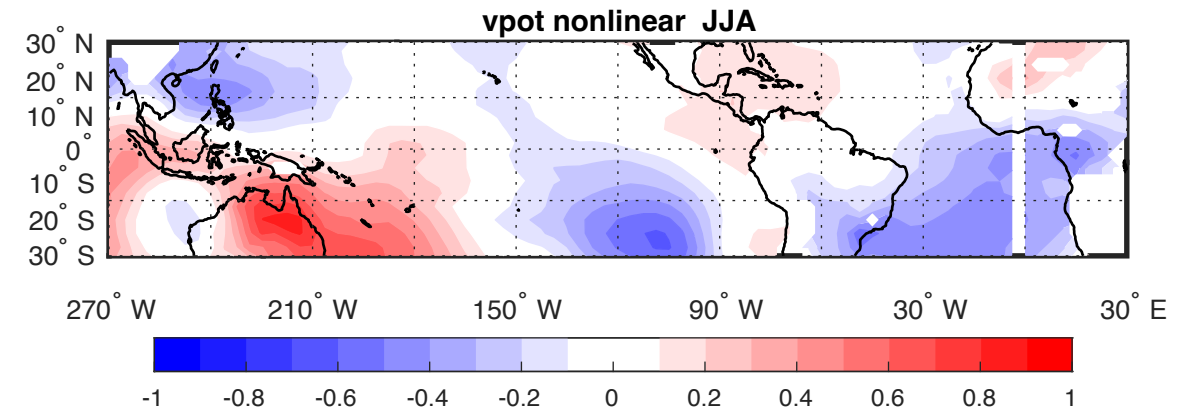 vpot nonlinear JJA
30° N
20° N
10° N
0°
10° S
20° S
30° S
270° W 210° W 150° W 90° W 30° W 30° E
-1 -0.8 -0.6 -0.4 -0.2 0 0.2 0.4 0.6 0.8 1